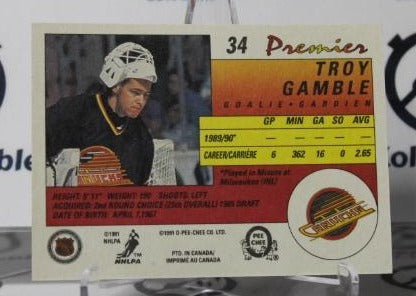 34 Premier
TROY
GAMBLE
GOALIE • GARDIEN
GP MIN GA SO AVG
1989/90*
CAREER/CARRIÈRE 6 362 16 0 2.65
*Played in Minors at
Milwaukee (IHL)
HEIGHT: 5' 11" WEIGHT: 190 SHOOTS: LEFT
ACQUIRED: 2nd ROUND CHOICE (25th OVERALL) 1985 DRAFT
DATE OF BIRTH: APRIL 7, 1967
©1991
NHLPA
NHLPA
©1991 O-PEE-CHEE CO. LTD.
PTD. IN CANADA/
IMPRIMÉ AU CANADA
O PEE CHEE